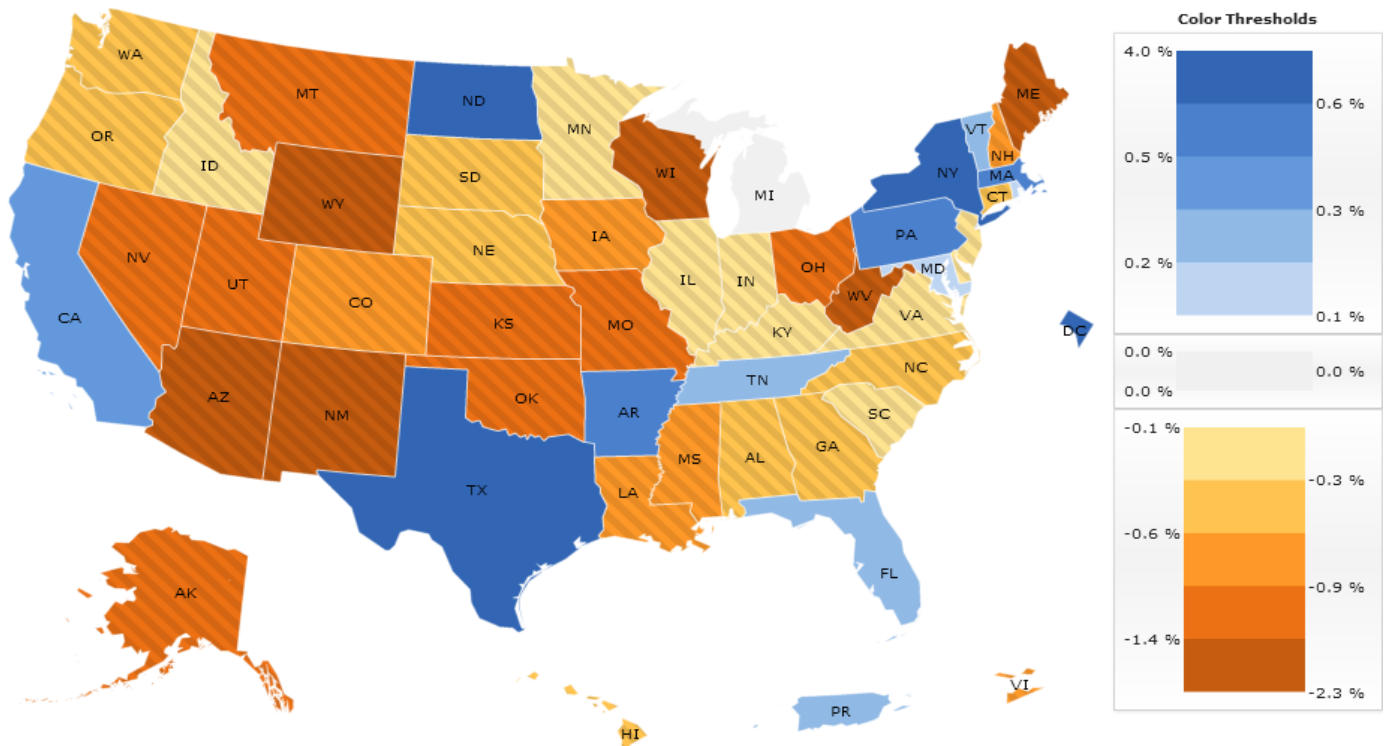 Color Thresholds
4.0 %
0.6 %
0.5 %
0.3 %
0.2 %
0.1 %
0.0 %
0.0 %
0.0 %
-0.1 %
-0.3 %
-0.6 %
-0.9 %
-1.4 %
-2.3 %
WA
MT
ND
MN
ME
OR
ID
SD
WI
VT
NH
NY
MA
CT
WY
MI
NV
UT
NE
IA
PA
CO
IL
IN
OH
MD
WV
CA
KS
MO
KY
VA
DC
AZ
NM
OK
AR
TN
NC
SC
TX
LA
MS
AL
GA
AK
FL
HI
PR
VI